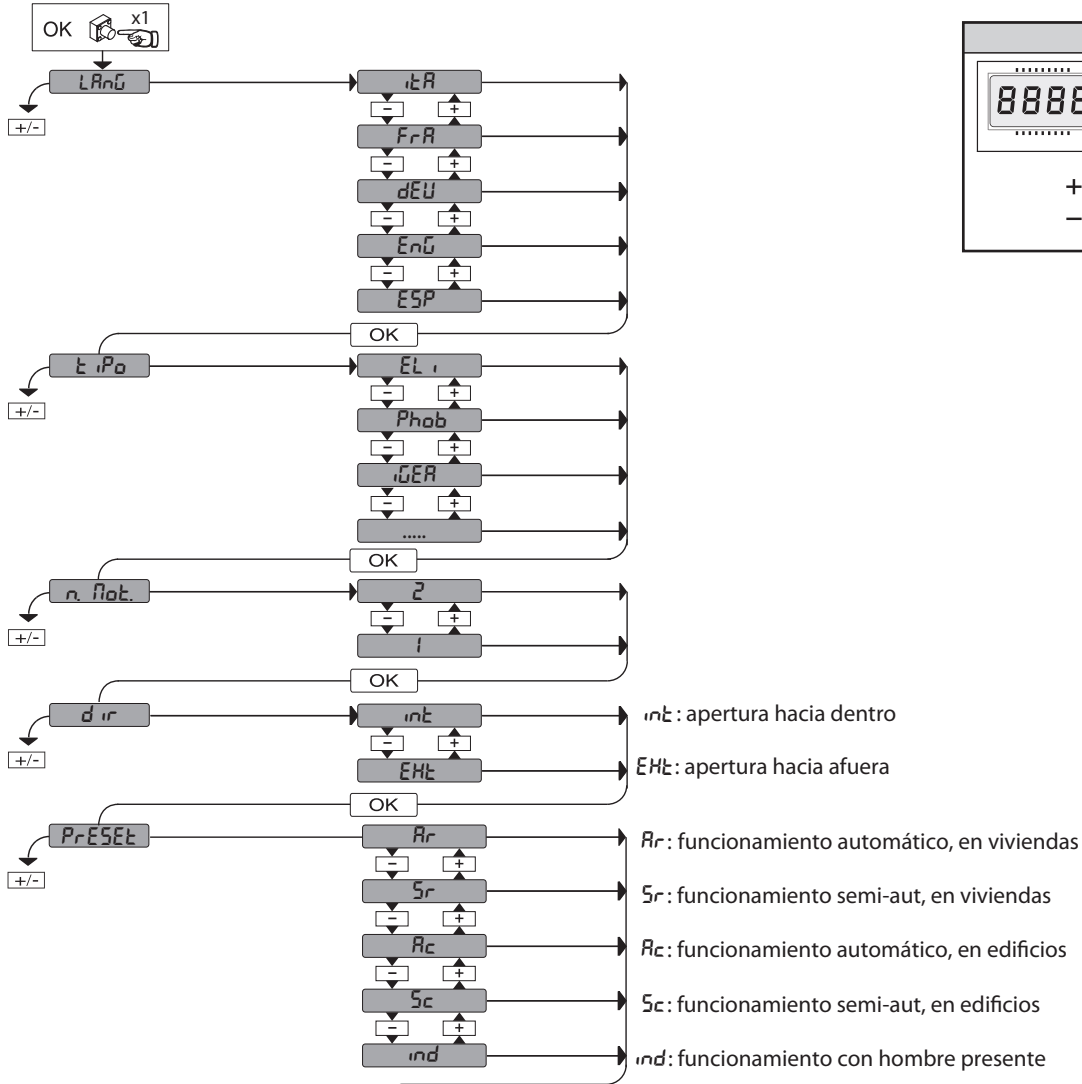 OK x1
LAnG itA
+/-
- +
FrA
- +
dEU
- +
EnG
- +
ESP
OK
tiPo ELi
+/-
- +
Phob
- +
iGEA
- +
.....
OK
n. Mot. 2
+/-
- +
1
OK
dir int int: apertura hacia dentro
+/-
- +
EHt EHt: apertura hacia afuera
OK
PrESEt Ar Ar: funcionamiento automático, en viviendas
+/-
- +
Sr Sr: funcionamiento semi-aut, en viviendas
- +
Ac Ac: funcionamiento automático, en edificios
- +
Sc Sc: funcionamiento semi-aut, en edificios
- +
ind ind: funcionamiento con hombre presente
8888
+
–